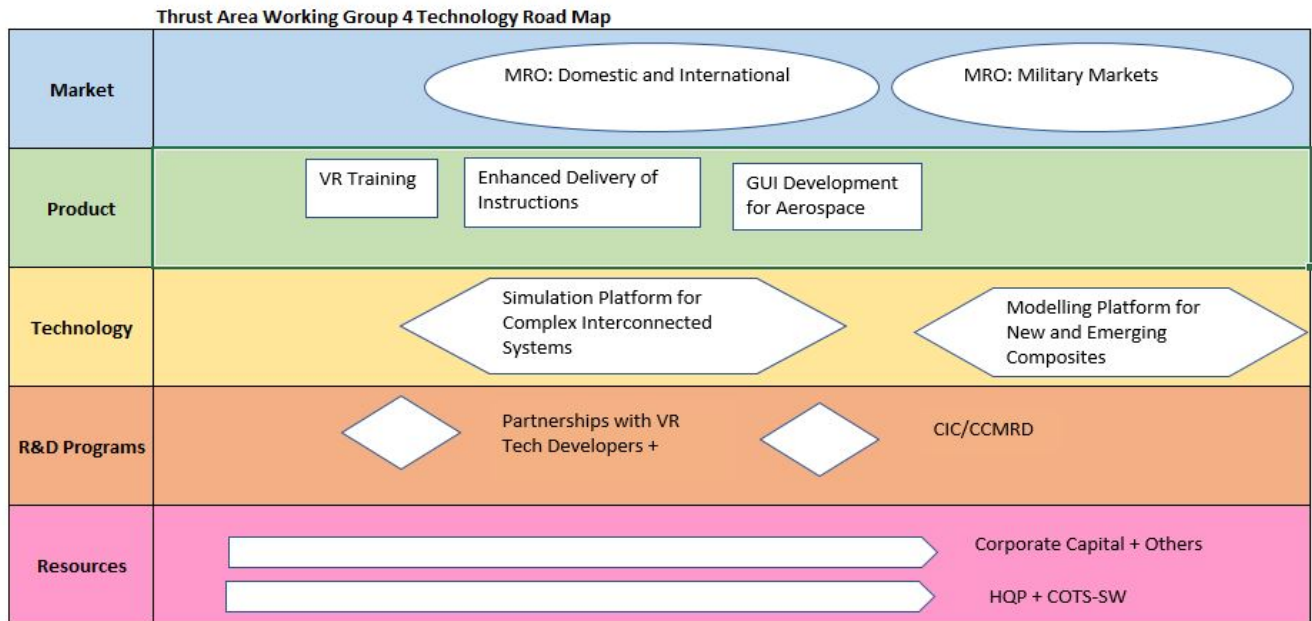 Thrust Area Working Group 4 Technology Road Map
Market
MRO: Domestic and International
MRO: Military Markets
Product
VR Training
Enhanced Delivery of
Instructions
GUI Development
for Aerospace
Technology
Simulation Platform for
Complex Interconnected
Systems
Modelling Platform for
New and Emerging
Composites
R&D Programs
Partnerships with VR
Tech Developers +
CIC/CCMRD
Resources
Corporate Capital + Others
HQP + COTS-SW